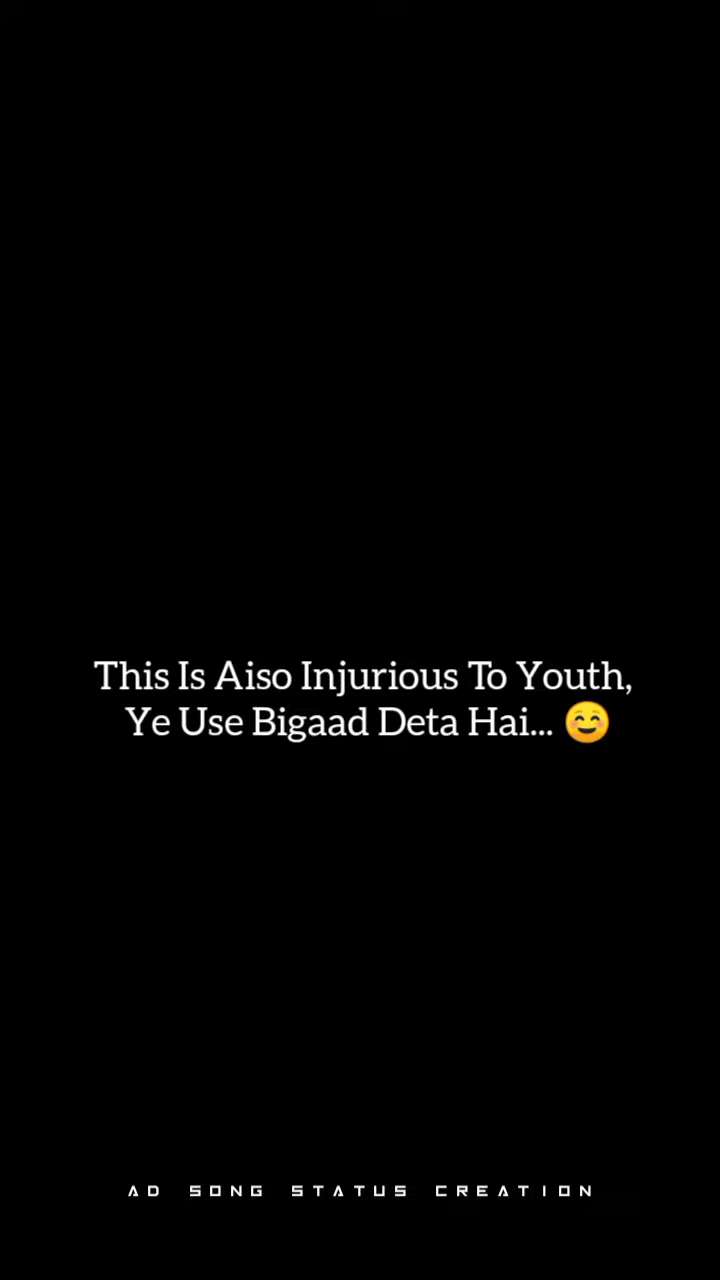 This Is Aiso Injurious To Youth,
Ye Use Bigaad Deta Hai... ☺️
AD SONG STATUS CREATION